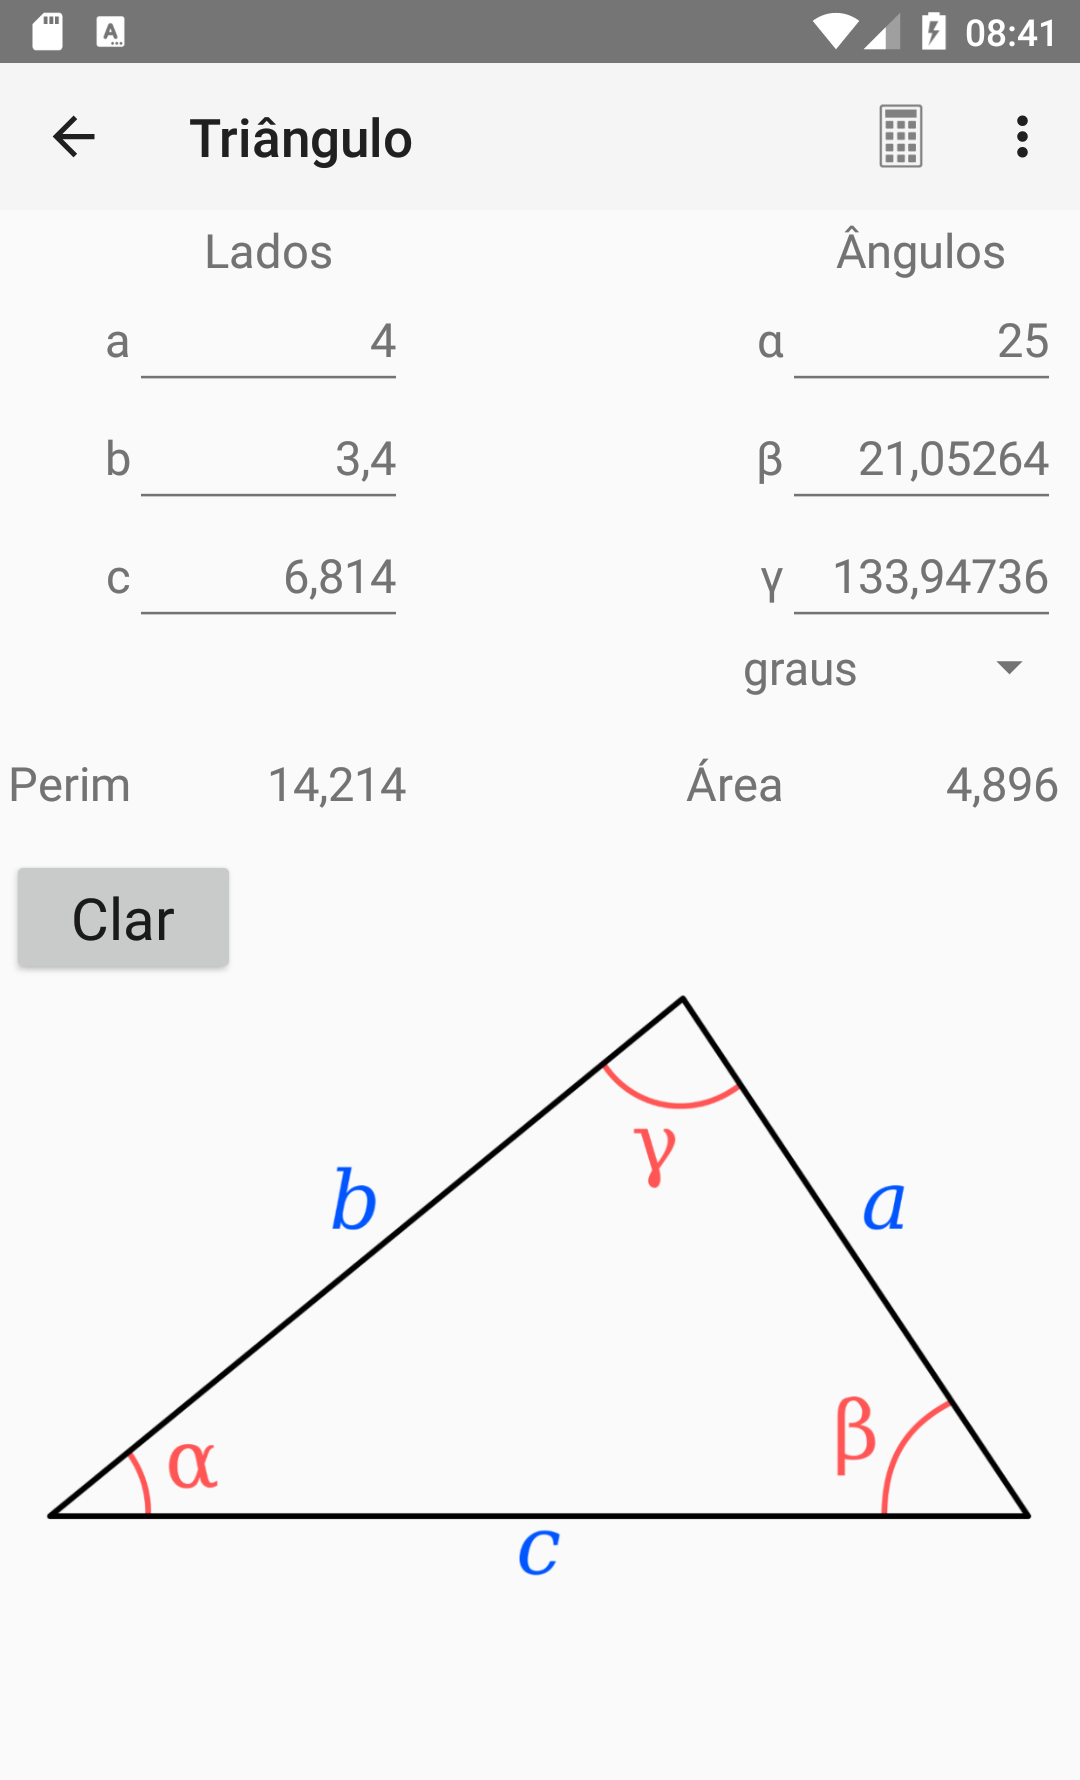 08:41
Triângulo
Lados Ângulos
a 4 α 25
b 3,4 β 21,05264
c 6,814 γ 133,94736
graus
Perim 14,214 Área 4,896
Clar
γ
b a
β
α
c